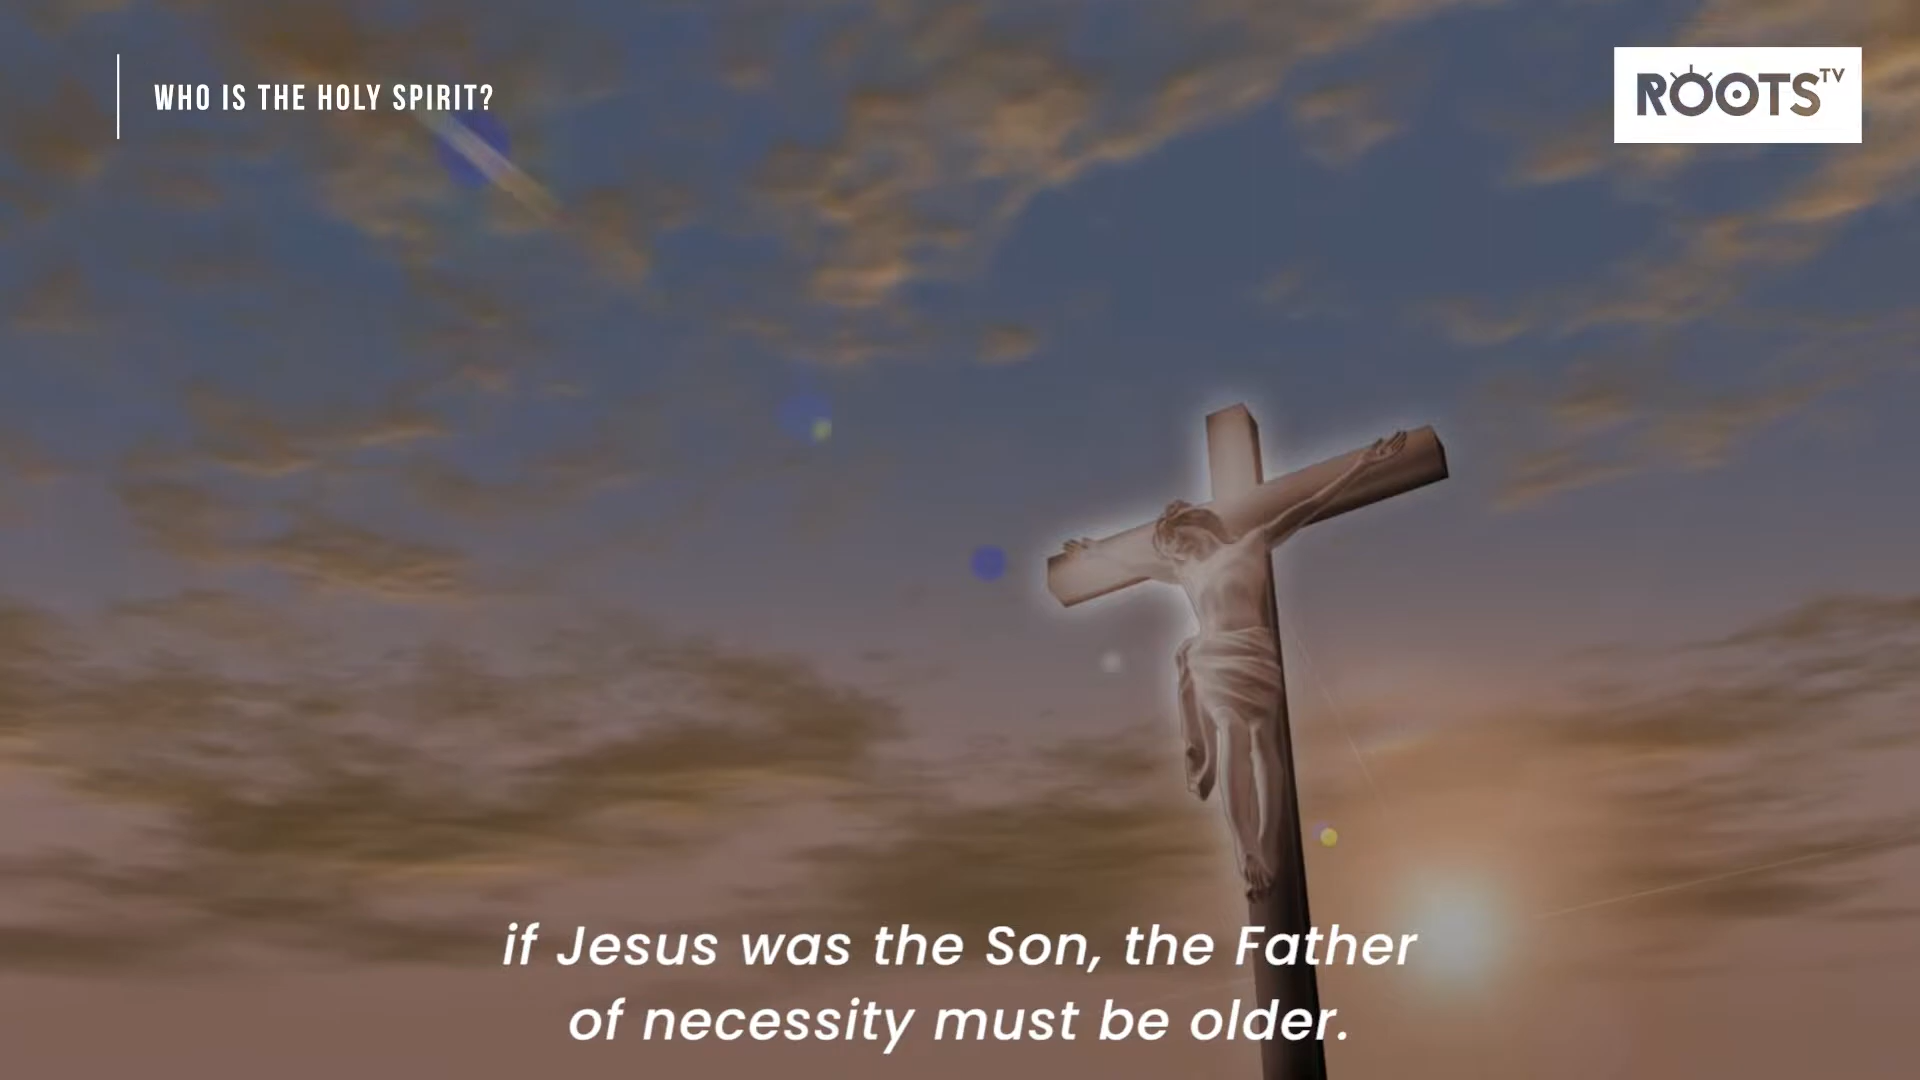 WHO IS THE HOLY SPIRIT?
ROOTS TV
if Jesus was the Son, the Father
of necessity must be older.